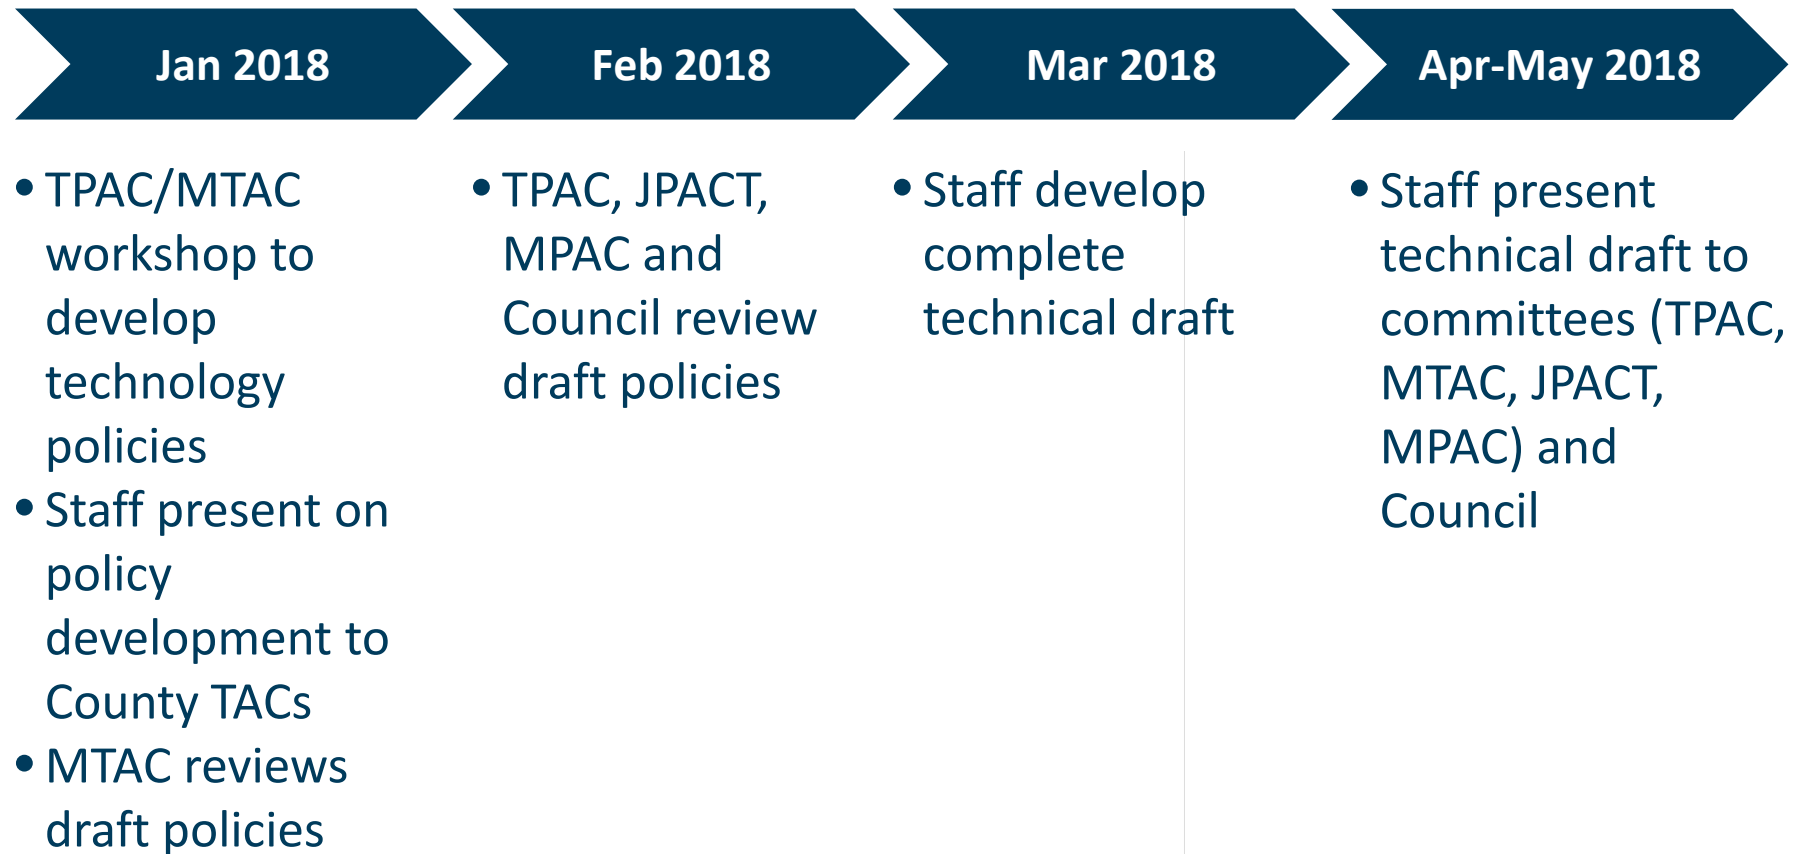 Jan 2018
Feb 2018
Mar 2018
Apr-May 2018
• TPAC/MTAC
workshop to
develop
technology
policies
• Staff present on
policy
development to
County TACs
• MTAC reviews
draft policies
• TPAC, JPACT,
MPAC and
Council review
draft policies
• Staff develop
complete
technical draft
• Staff present
technical draft to
committees (TPAC,
MTAC, JPACT,
MPAC) and
Council